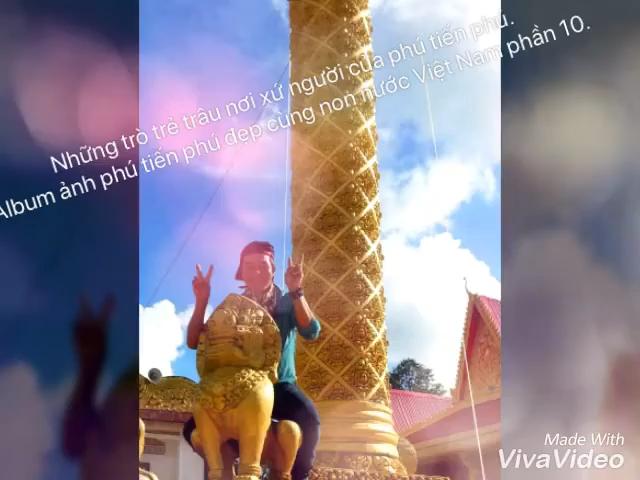 Những trò trẻ trâu nơi xứ người của phú tiến phú.
Album ảnh phú tiến phú đẹp cùng non nước Việt Nam phần 10.
Made With
VivaVideo